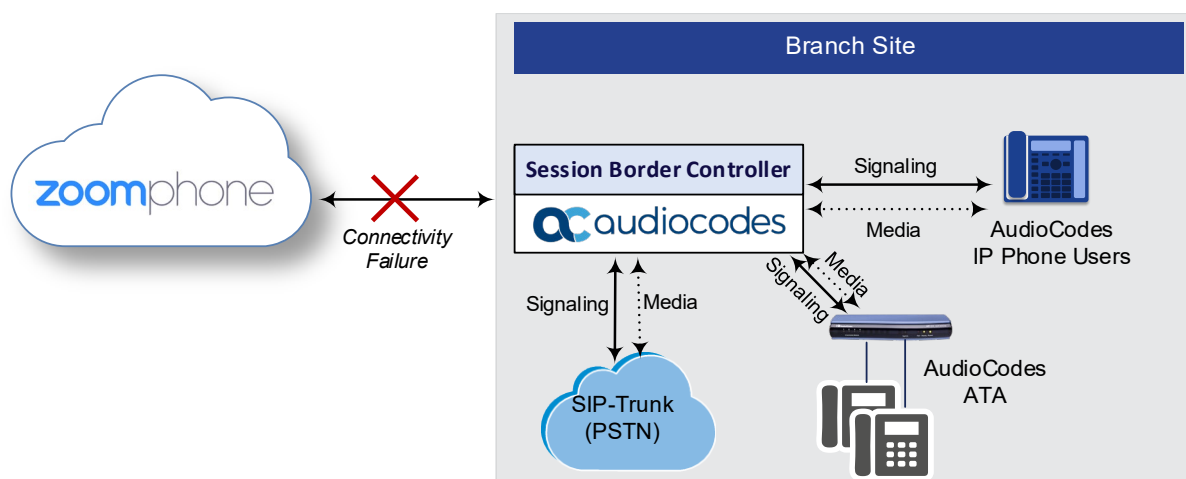 Branch Site
zoomphone
Connectivity
Failure
Session Border Controller
audiocodes
Signaling
Media
AudioCodes
IP Phone Users
Signaling
Media
Media
Signaling
AudioCodes
ATA
SIP-Trunk
(PSTN)